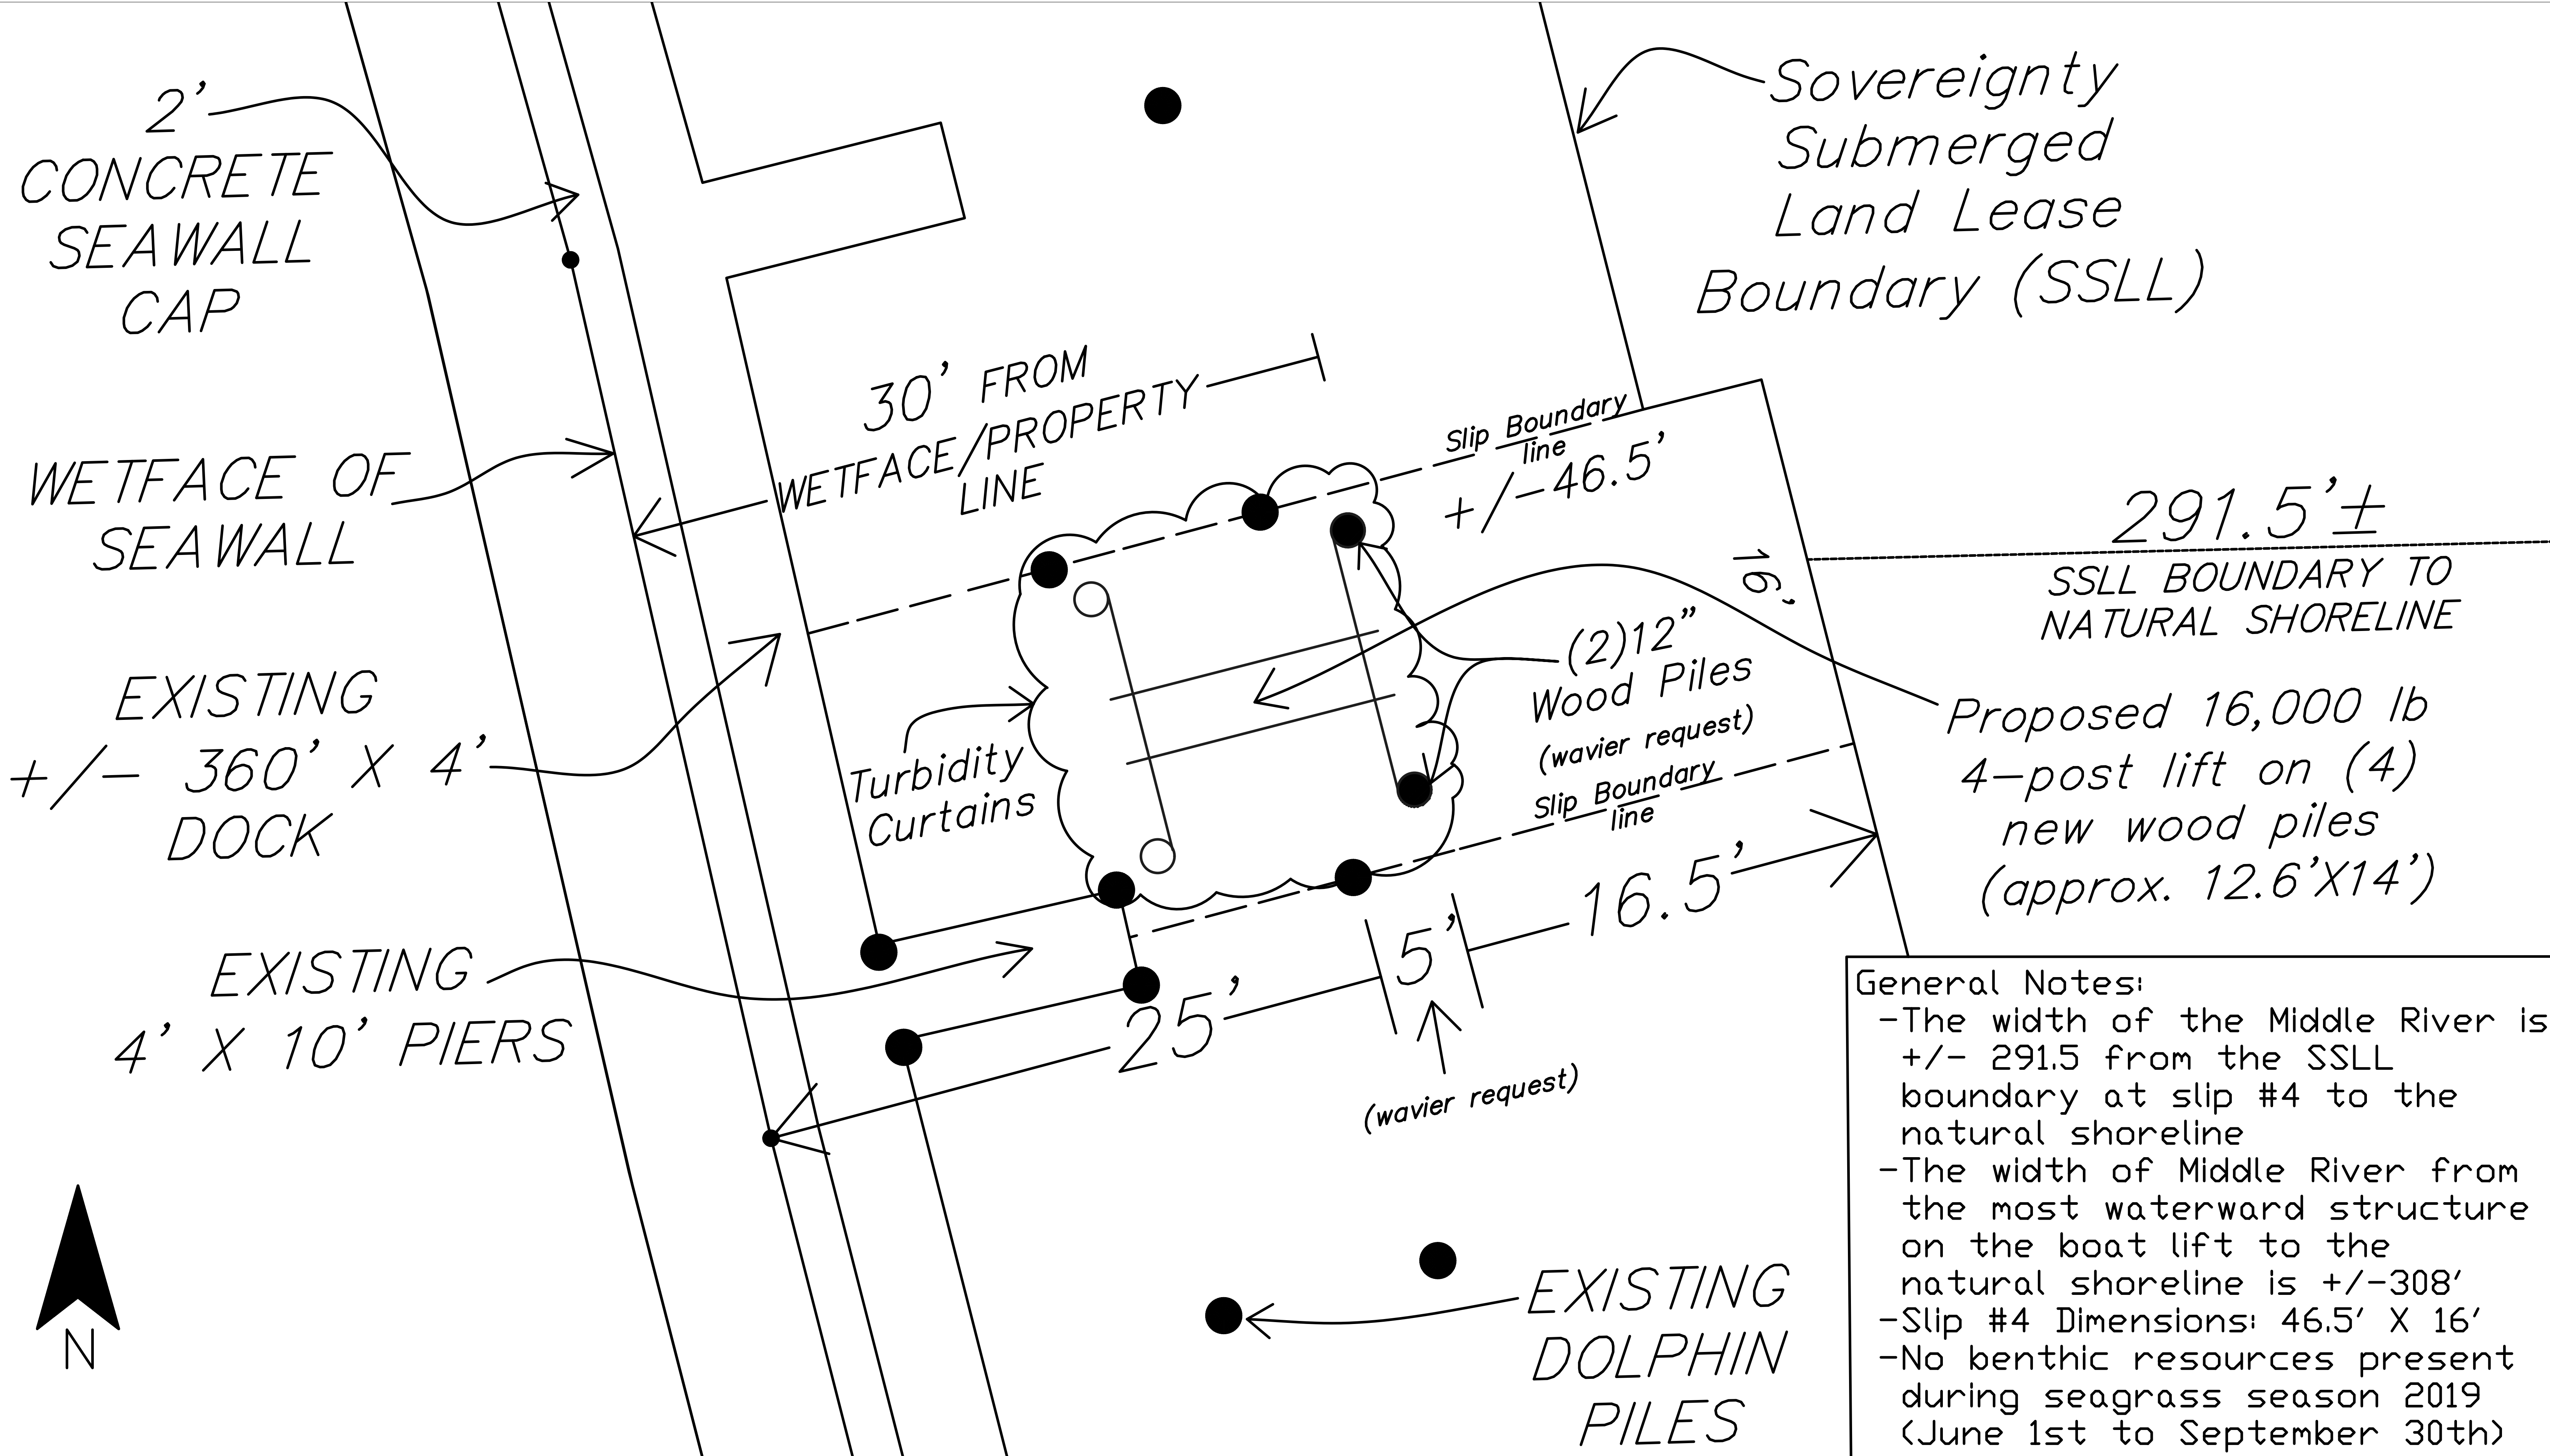 2’
CONCRETE
SEAWALL
CAP
Sovereignty
Submerged
Land Lease
Boundary (SSLL)
30’ FROM
WETFACE/PROPERTY
LINE
Slip Boundary
line
+/-46.5’
WETFACE OF
SEAWALL
16’
291.5’±
SSLL BOUNDARY TO
NATURAL SHORELINE
(2)12”
Wood Piles
(wavier request)
Slip Boundary
line
Proposed 16,000 lb
4-post lift on (4)
new wood piles
(approx. 12.6’X14’)
EXISTING
+/- 360’ X 4’
DOCK
Turbidity
Curtains
EXISTING
4’ X 10’ PIERS
25’
5’
16.5’
(wavier request)
EXISTING
DOLPHIN
PILES
N
General Notes:
-The width of the Middle River is
+/- 291.5 from the SSLL
boundary at slip #4 to the
natural shoreline
-The width of Middle River from
the most waterward structure
on the boat lift to the
natural shoreline is +/-308'
-Slip #4 Dimensions: 46.5' X 16'
-No benthic resources present
during seagrass season 2019
(June 1st to September 30th)